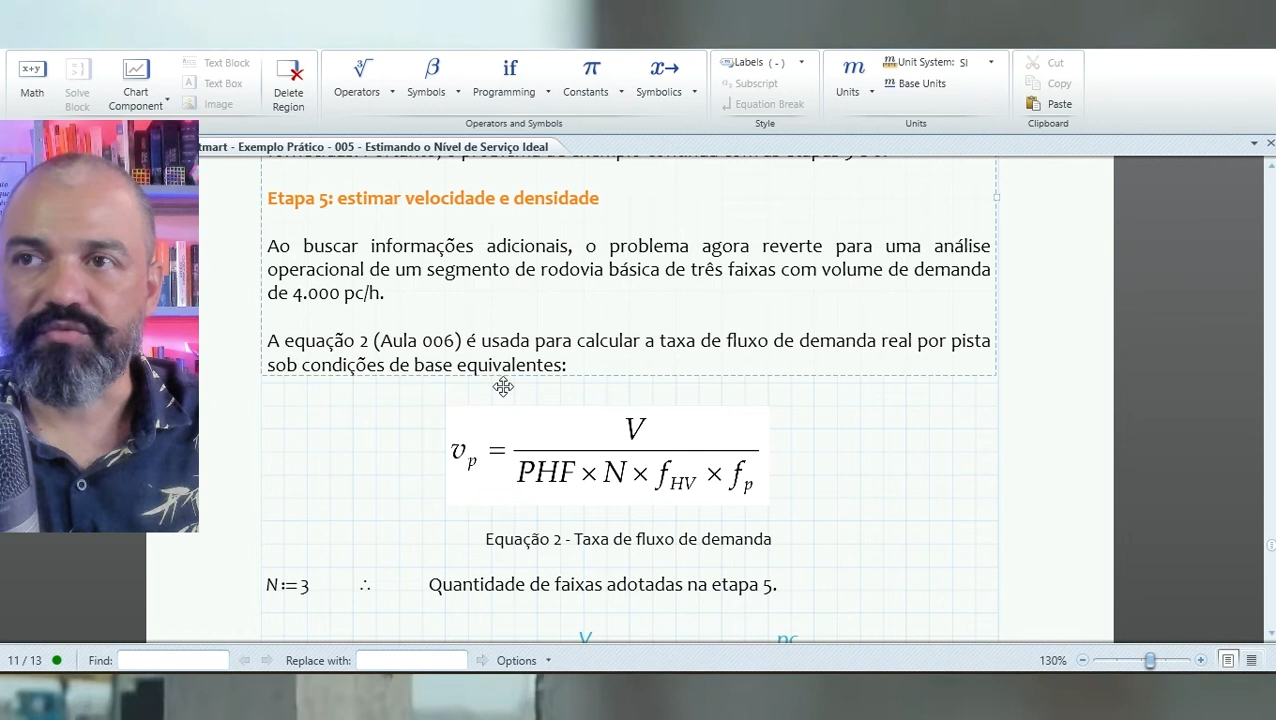 x+y
Math
Solve
Block
Chart
Component
Text Block
Text Box
Image
Delete
Region
Operators
β
Symbols
if
Programming
π
Constants
x→
Symbolics
Operators and Symbols
Labels (-)
Subscript
Equation Break
Style
m
Units
Unit System: SI
Base Units
Units
Cut
Copy
Paste
Clipboard
tmart - Exemplo Prático - 005 - Estimando o Nível de Serviço Ideal
Etapa 5: estimar velocidade e densidade
Ao buscar informações adicionais, o problema agora reverte para uma análise
operacional de um segmento de rodovia básica de três faixas com volume de demanda
de 4.000 pc/h.
A equação 2 (Aula 006) é usada para calcular a taxa de fluxo de demanda real por pista
sob condições de base equivalentes:
v_p = V / (PHF × N × f_HV × f_p)
Equação 2 - Taxa de fluxo de demanda
N:=3 ∴ Quantidade de faixas adotadas na etapa 5.
V pc
11 / 13 Find: Replace with: Options 130%